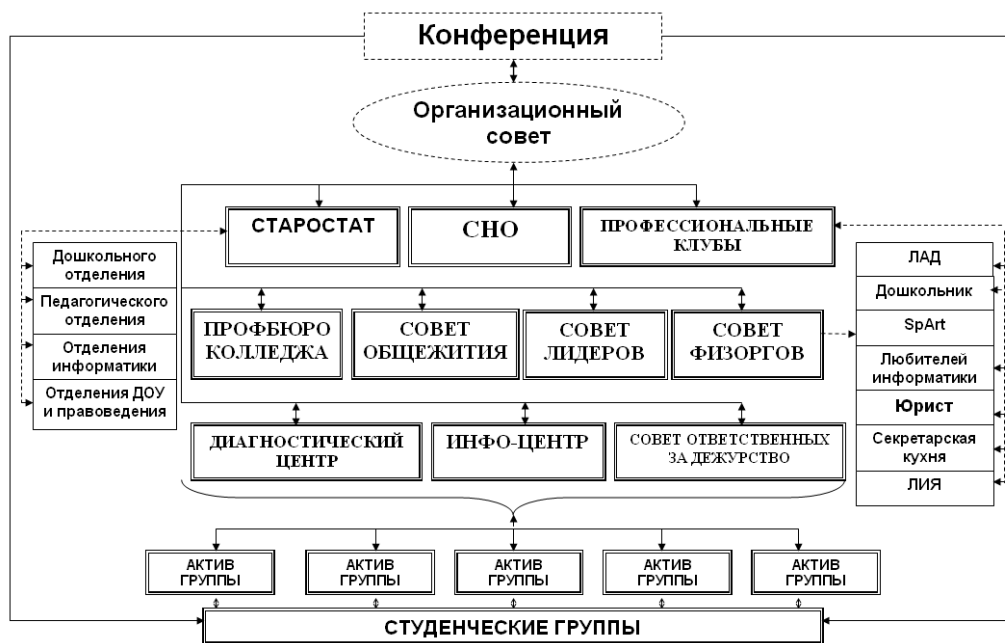 Конференция
Организационный
совет
СТАРОСТАТ
СНО
ПРОФЕССИОНАЛЬНЫЕ
КЛУБЫ
Дошкольного
отделения
Педагогического
отделения
Отделения
информатики
Отделения ДОУ
и правоведения
ПРОФБЮРО
КОЛЛЕДЖА
СОВЕТ
ОБЩЕЖИТИЯ
СОВЕТ
ЛИДЕРОВ
СОВЕТ
ФИЗОРГОВ
ЛАД
Дошкольник
SpArt
Любителей
информатики
Юрист
Секретарская
кухня
ЛИЯ
ДИАГНОСТИЧЕСКИЙ
ЦЕНТР
ИНФО-ЦЕНТР
СОВЕТ ОТВЕТСТВЕННЫХ
ЗА ДЕЖУРСТВО
АКТИВ
ГРУППЫ
АКТИВ
ГРУППЫ
АКТИВ
ГРУППЫ
АКТИВ
ГРУППЫ
АКТИВ
ГРУППЫ
СТУДЕНЧЕСКИЕ ГРУППЫ